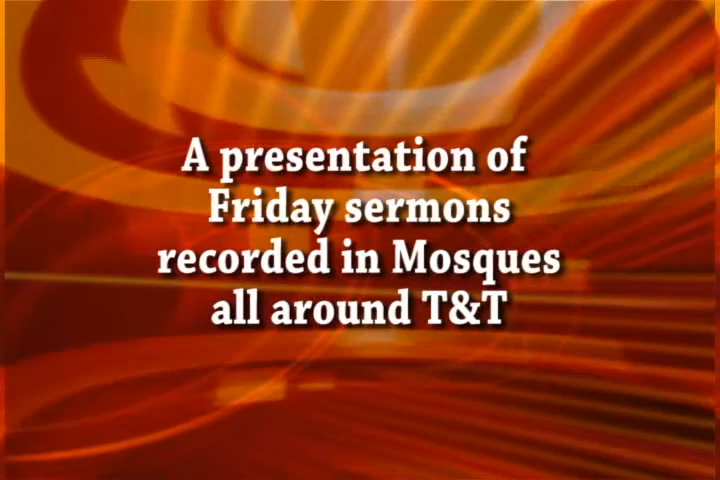 A presentation of
Friday sermons
recorded in Mosques
all around T&T